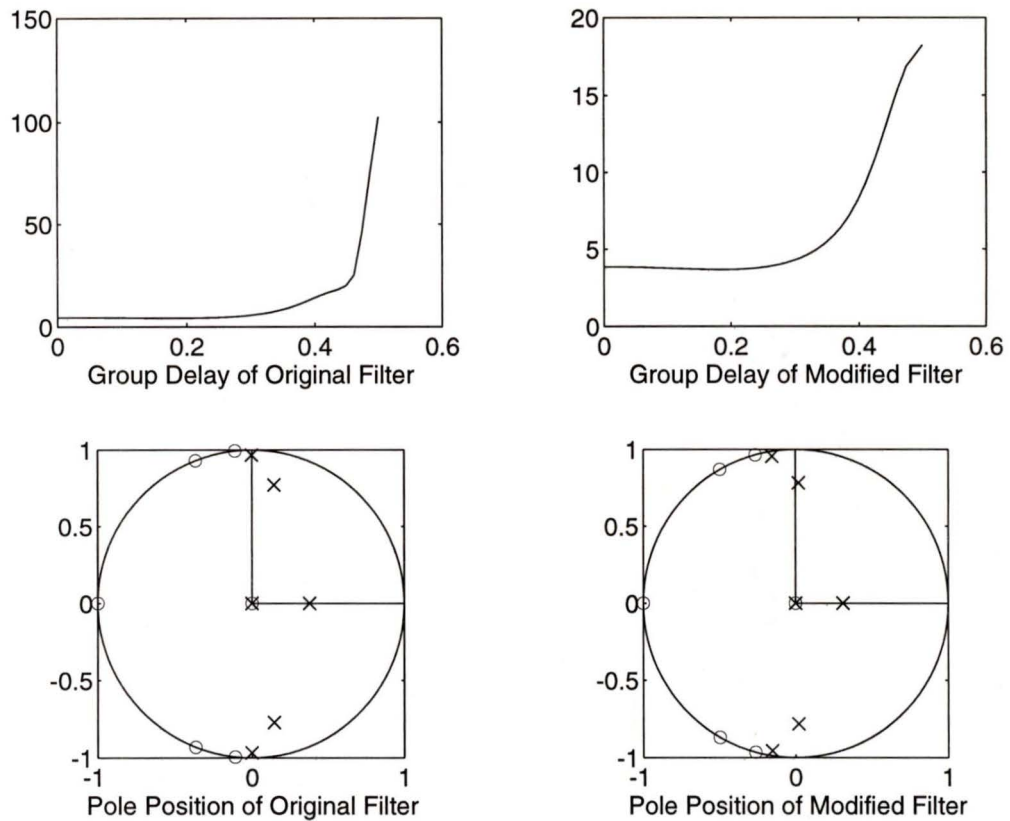 150
100
50
0
0 0.2 0.4 0.6
Group Delay of Original Filter
20
15
10
5
0
0 0.2 0.4 0.6
Group Delay of Modified Filter
1
0.5
0
-0.5
-1
-1 0 1
Pole Position of Original Filter
1
0.5
0
-0.5
-1
-1 0 1
Pole Position of Modified Filter